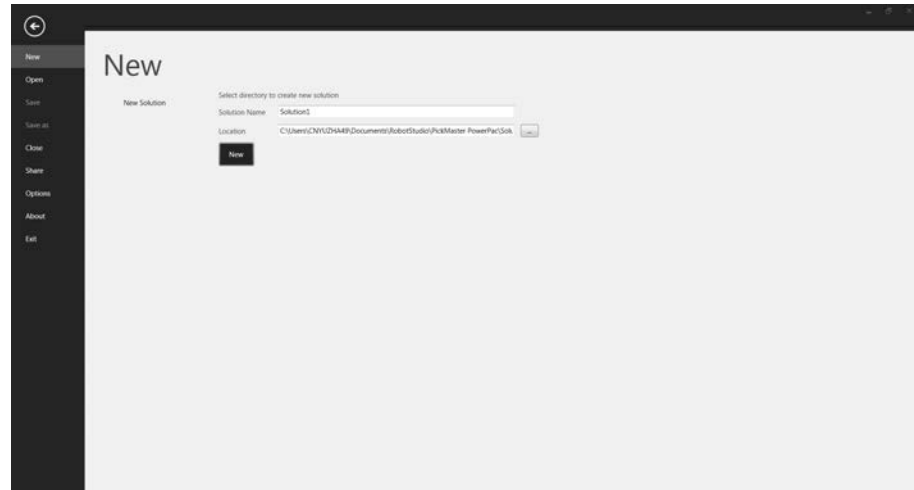 New
Open
Save
Save as
Close
Share
Options
About
Exit
New
New Solution
Select directory to create new solution
Solution Name Solution1
Location C:\Users\CNYUZHA49\Documents\RobotStudio\PickMaster PowerPac\Solu ...
New